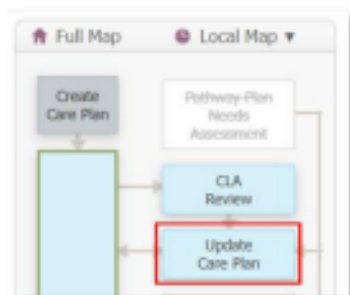 Full Map
Local Map ▼
Create
Care Plan
Pathway Plan
Needs
Assessment
CLA
Review
Update
Care Plan